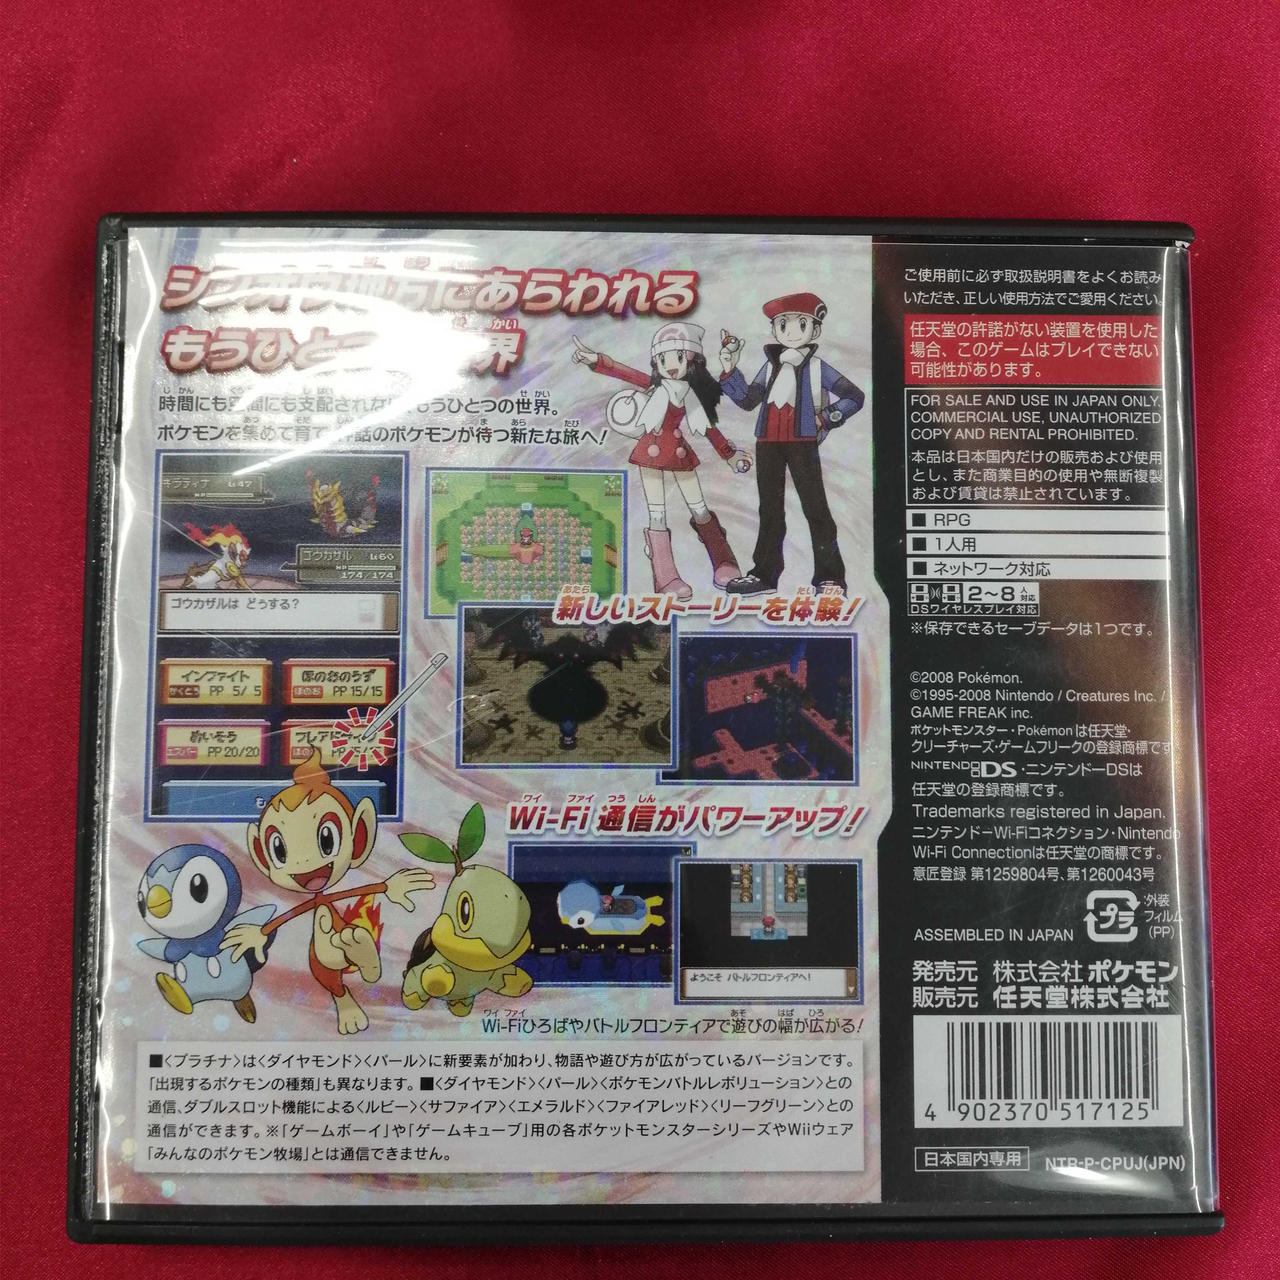 シンオウ地方にあらわれる
もうひとつの世界
時間にも空間にも支配されない、もうひとつの世界。
ポケモンを集めて育て、神話のポケモンが待つ新たな旅へ!
ギラティナ Lv47
ゴウカザル Lv60
HP
174/174
ゴウカザルは どうする?
インファイト
かくとう PP 5/ 5
ほのおのうず
ほのお PP 15/15
めいそう
エスパー PP 20/20
フレアドライブ
新しいストーリーを体験!
Wi-Fi 通信がパワーアップ!
ようこそ バトルフロンティアへ!
Wi-Fiひろばやバトルフロンティアで遊びの幅が広がる!
■〈プラチナ〉は〈ダイヤモンド〉〈パール〉に新要素が加わり、物語や遊び方が広がっているバージョンです。
「出現するポケモンの種類」も異なります。■〈ダイヤモンド〉〈パール〉〈ポケモンバトルレボリューション〉との
通信、ダブルスロット機能による〈ルビー〉〈サファイア〉〈エメラルド〉〈ファイアレッド〉〈リーフグリーン〉との
通信ができます。※「ゲームボーイ」や「ゲームキューブ」用の各ポケットモンスターシリーズやWiiウェア
「みんなのポケモン牧場」とは通信できません。
ご使用前に必ず取扱説明書をよくお読み
いただき、正しい使用方法でご愛用ください。
任天堂の許諾がない装置を使用した
場合、このゲームはプレイできない
可能性があります。
FOR SALE AND USE IN JAPAN ONLY.
COMMERCIAL USE, UNAUTHORIZED
COPY AND RENTAL PROHIBITED.
本品は日本国内だけの販売および使用
とし、また商業目的の使用や無断複製
および賃貸は禁止されています。
■ RPG
■ 1人用
■ ネットワーク対応
2~8人対応
DSワイヤレスプレイ対応
※保存できるセーブデータは1つです。
©2008 Pokémon.
©1995-2008 Nintendo / Creatures Inc. /
GAME FREAK inc.
ポケットモンスター・Pokémonは任天堂・
クリーチャーズ・ゲームフリークの登録商標です。
NINTENDO DS・ニンテンドーDSは
任天堂の登録商標です。
Trademarks registered in Japan.
ニンテンドーWi-Fiコネクション・Nintendo
Wi-Fi Connectionは任天堂の商標です。
意匠登録 第1259804号、第1260043号
プラ
外装
フィルム
(PP)
ASSEMBLED IN JAPAN
発売元 株式会社ポケモン
販売元 任天堂株式会社
4 902370 517125
日本国内専用
NTR-P-CPUJ(JPN)